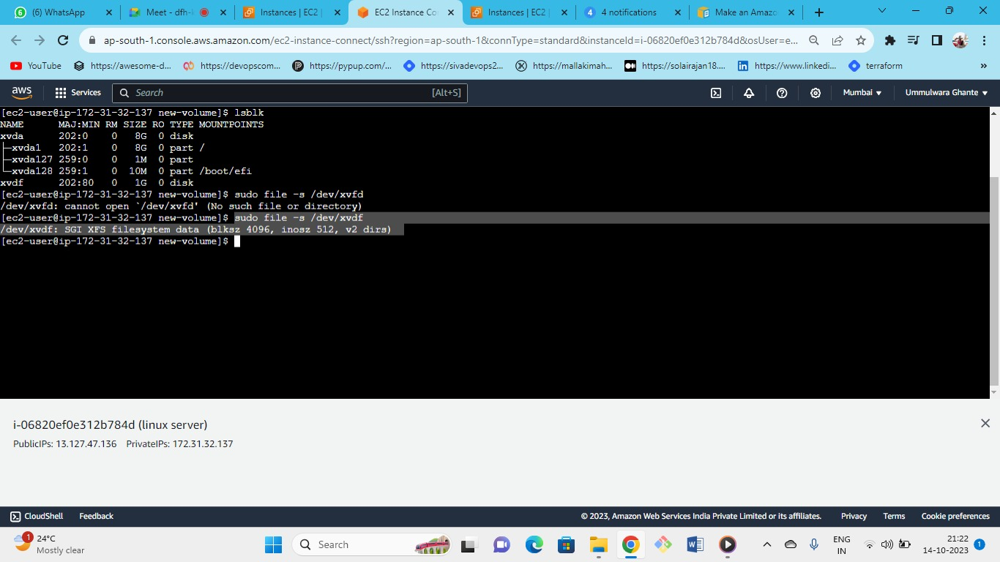 (6) WhatsApp
Meet - dfh-
Instances | EC2
EC2 Instance Co
Instances | EC2
4 notifications
Make an Amazo
ap-south-1.console.aws.amazon.com/ec2-instance-connect/ssh?region=ap-south-1&connType=standard&instanceId=i-06820ef0e312b784d&osUser=e...
YouTube
https://awesome-d...
https://devopscom...
https://pypup.com/...
https://sivadevops2...
https://mallakimah...
https://solairajan18....
https://www.linkedi...
terraform
»
aws
Services
Search
[Alt+S]
Mumbai
Ummulwara Ghante
[ec2-user@ip-172-31-32-137 new-volume]$ lsblk
NAME MAJ:MIN RM SIZE RO TYPE MOUNTPOINTS
xvda 202:0 0 8G 0 disk
├─xvda1 202:1 0 8G 0 part /
├─xvda127 259:0 0 1M 0 part
└─xvda128 259:1 0 10M 0 part /boot/efi
xvdf 202:80 0 1G 0 disk
[ec2-user@ip-172-31-32-137 new-volume]$ sudo file -s /dev/xvfd
/dev/xvfd: cannot open `/dev/xvfd' (No such file or directory)
[ec2-user@ip-172-31-32-137 new-volume]$ sudo file -s /dev/xvdf
/dev/xvdf: SGI XFS filesystem data (blksz 4096, inosz 512, v2 dirs)
[ec2-user@ip-172-31-32-137 new-volume]$
i-06820ef0e312b784d (linux server)
PublicIPs: 13.127.47.136 PrivateIPs: 172.31.32.137
CloudShell
Feedback
© 2023, Amazon Web Services India Private Limited or its affiliates.
Privacy
Terms
Cookie preferences
1
24°C
Mostly clear
Search
ENG
IN
21:22
14-10-2023
1